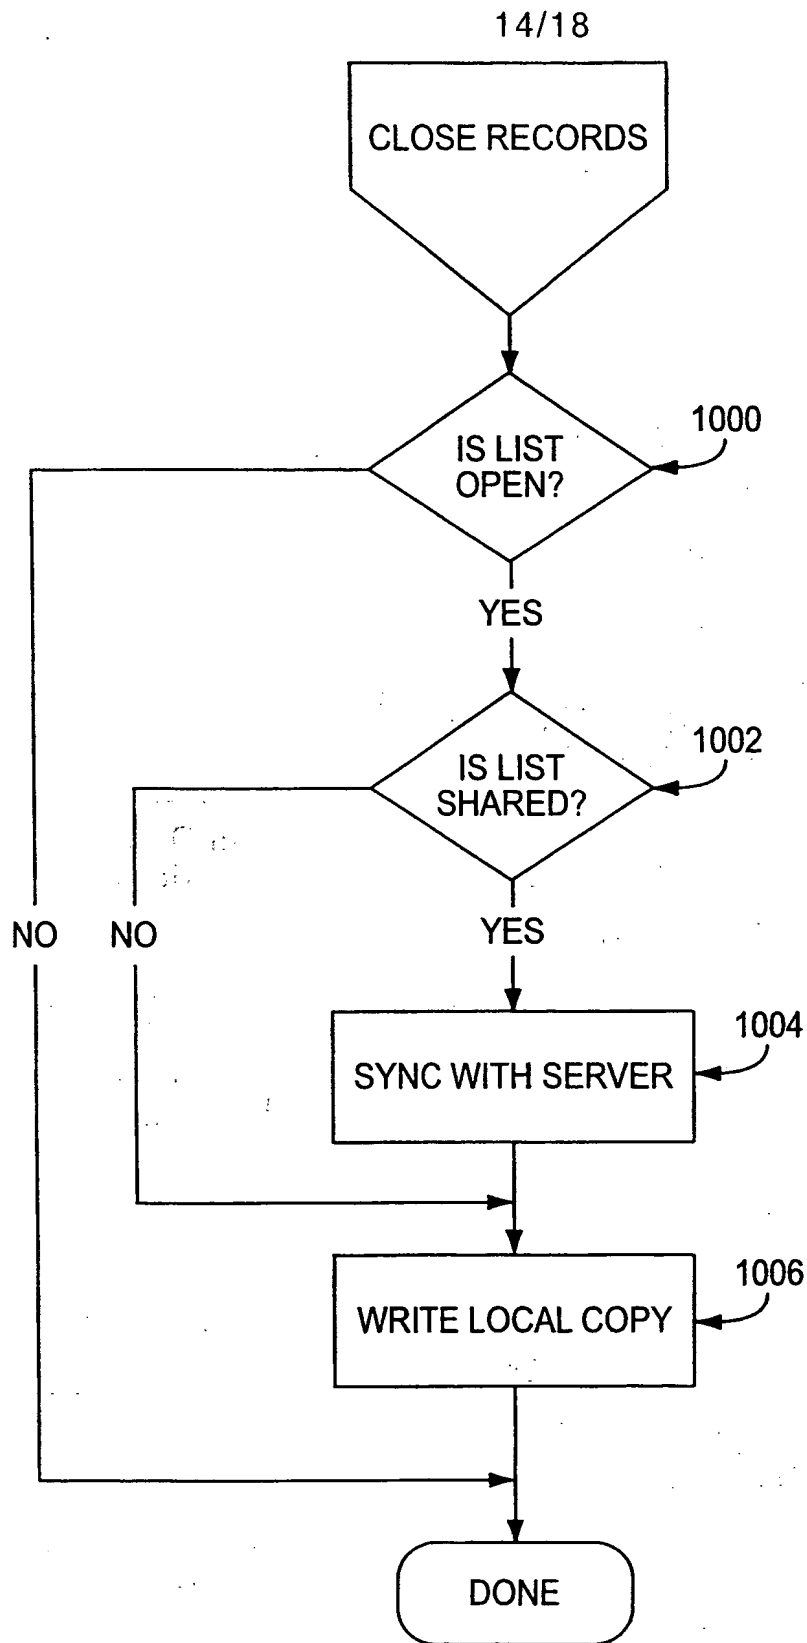 14/18
CLOSE RECORDS
1000
IS LIST
OPEN?
YES
1002
IS LIST
SHARED?
NO
NO
YES
1004
SYNC WITH SERVER
1006
WRITE LOCAL COPY
DONE